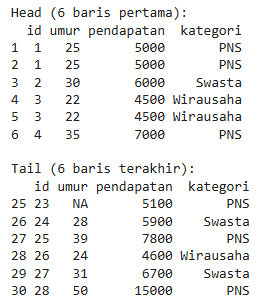 Head (6 baris pertama):
id umur pendapatan kategori
1 1 25 5000 PNS
2 1 25 5000 PNS
3 2 30 6000 Swasta
4 3 22 4500 Wirausaha
5 3 22 4500 Wirausaha
6 4 35 7000 PNS
Tail (6 baris terakhir):
id umur pendapatan kategori
25 23 NA 5100 PNS
26 24 28 5900 Swasta
27 25 39 7800 PNS
28 26 24 4600 Wirausaha
29 27 31 6700 Swasta
30 28 50 15000 PNS